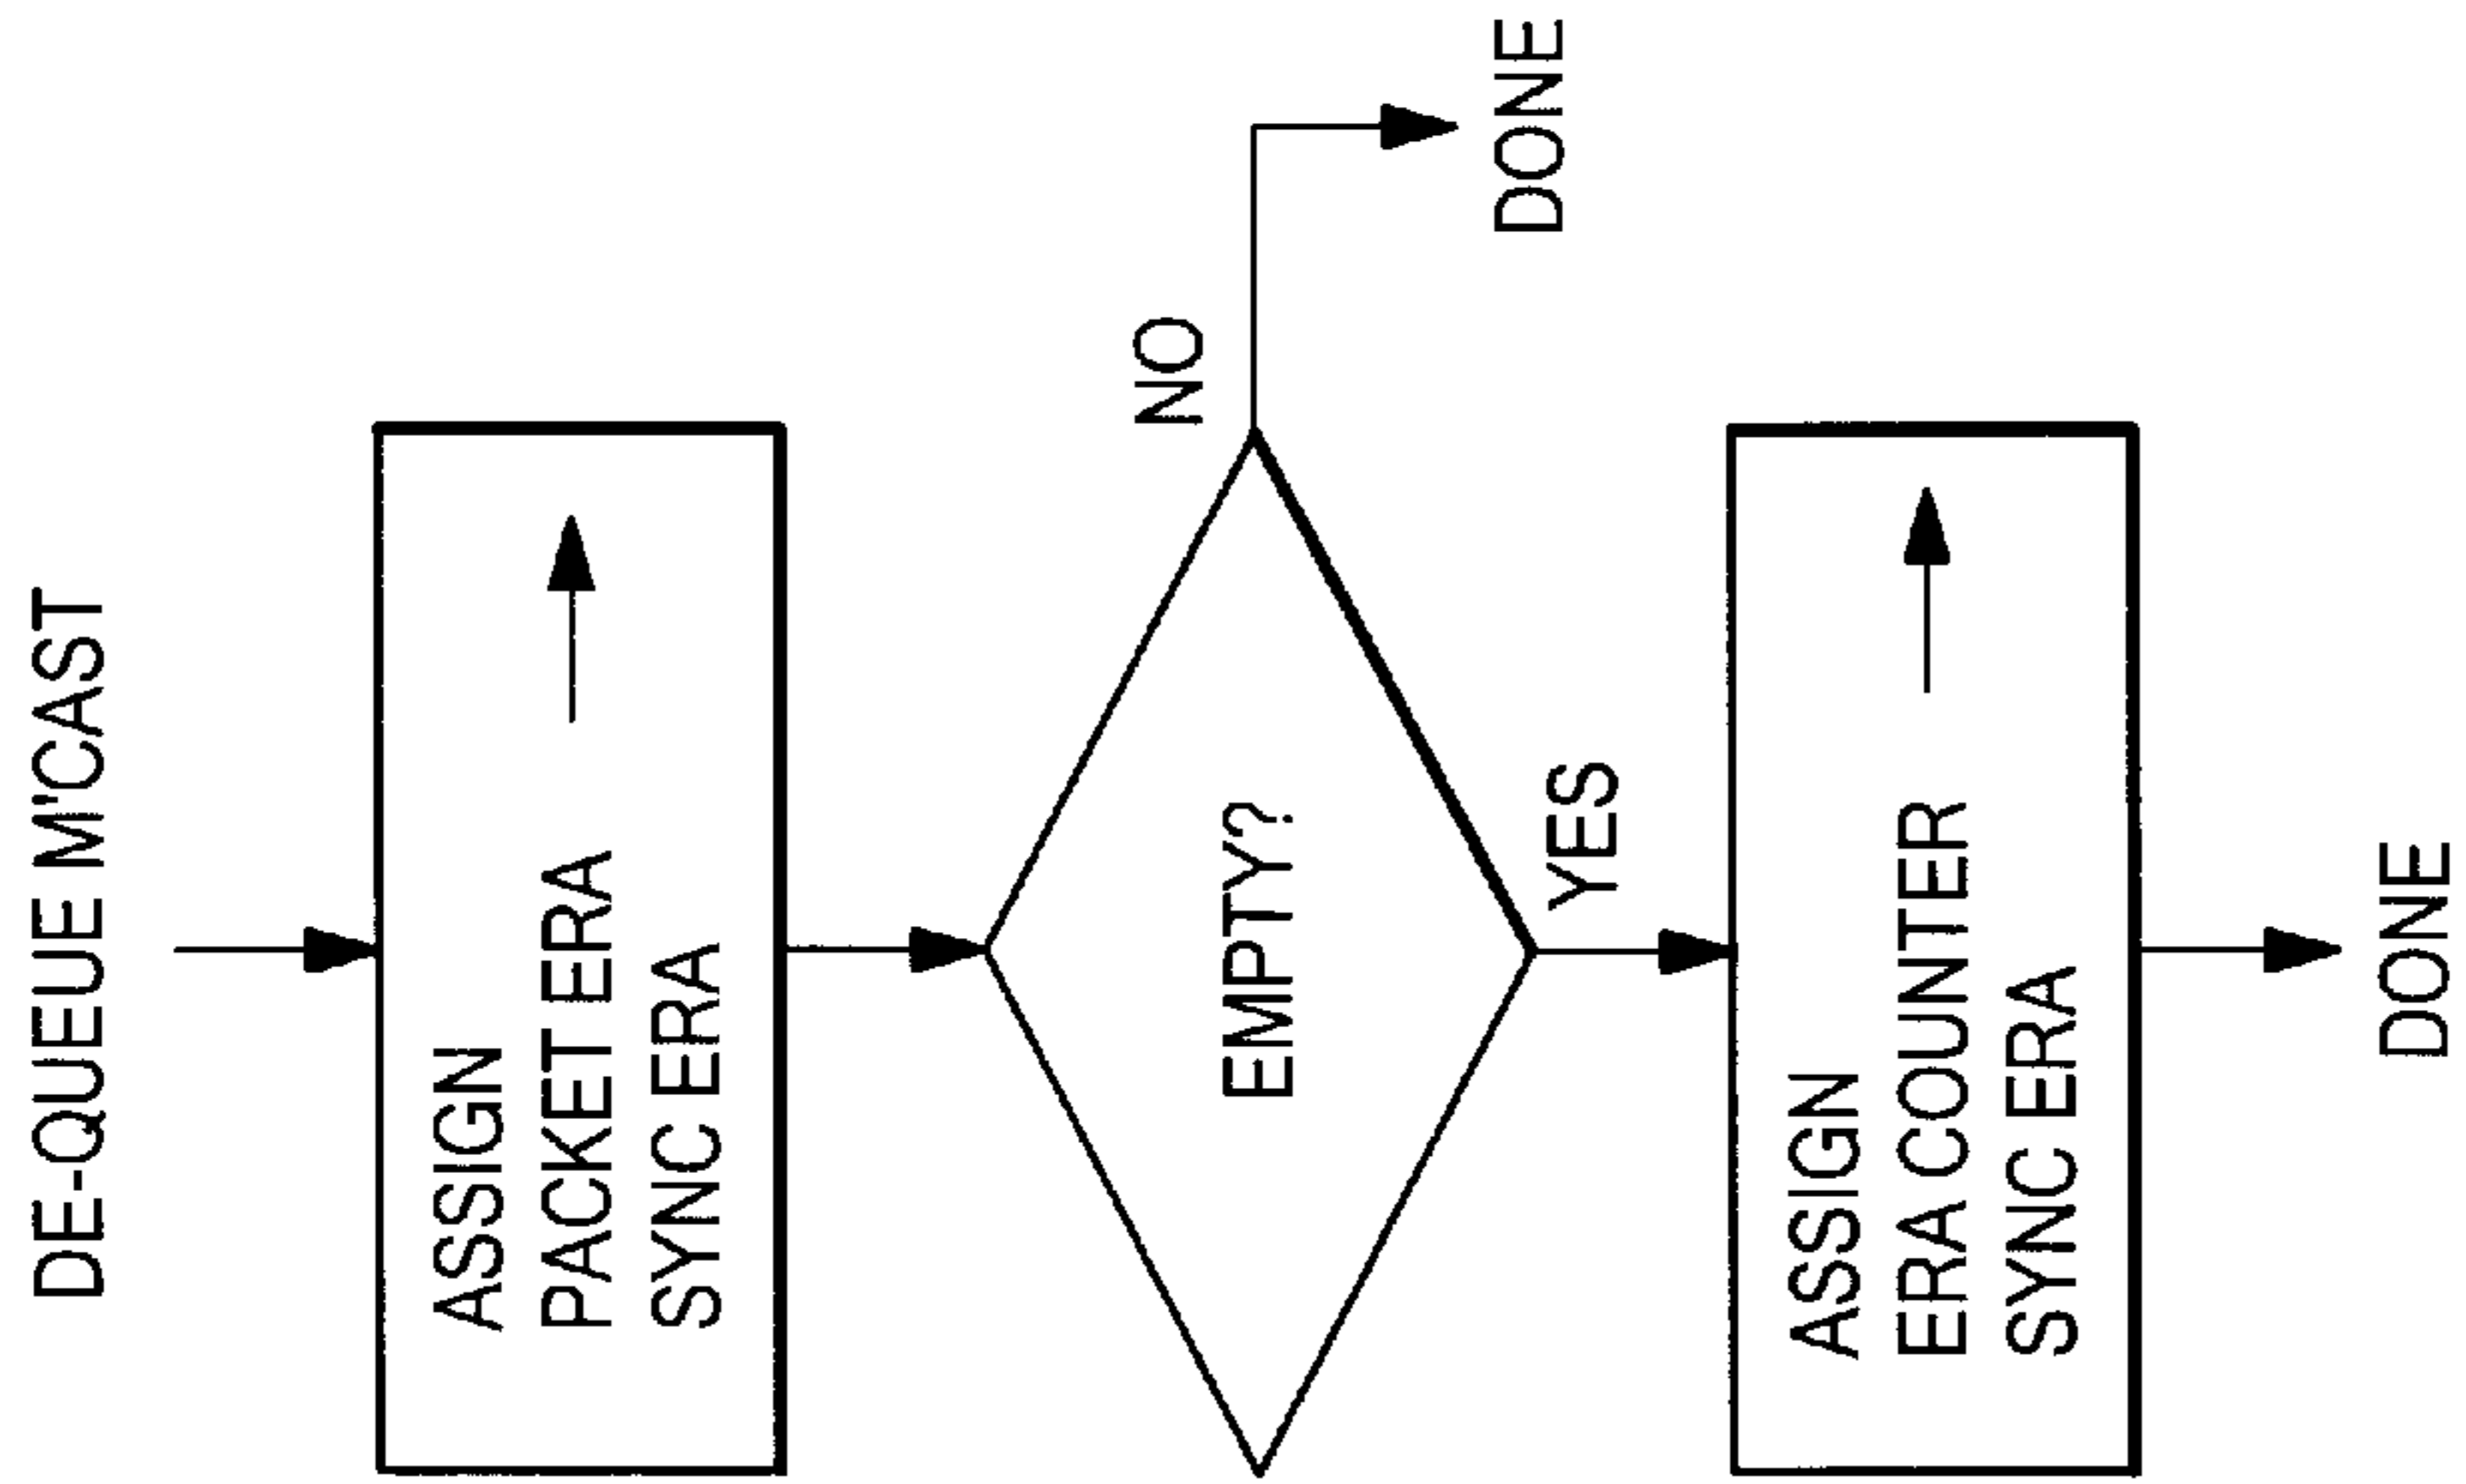 DE-QUEUE M'CAST
ASSIGN
PACKET ERA →
SYNC ERA
EMPTY?
NO
DONE
YES
ASSIGN
ERA COUNTER →
SYNC ERA
DONE